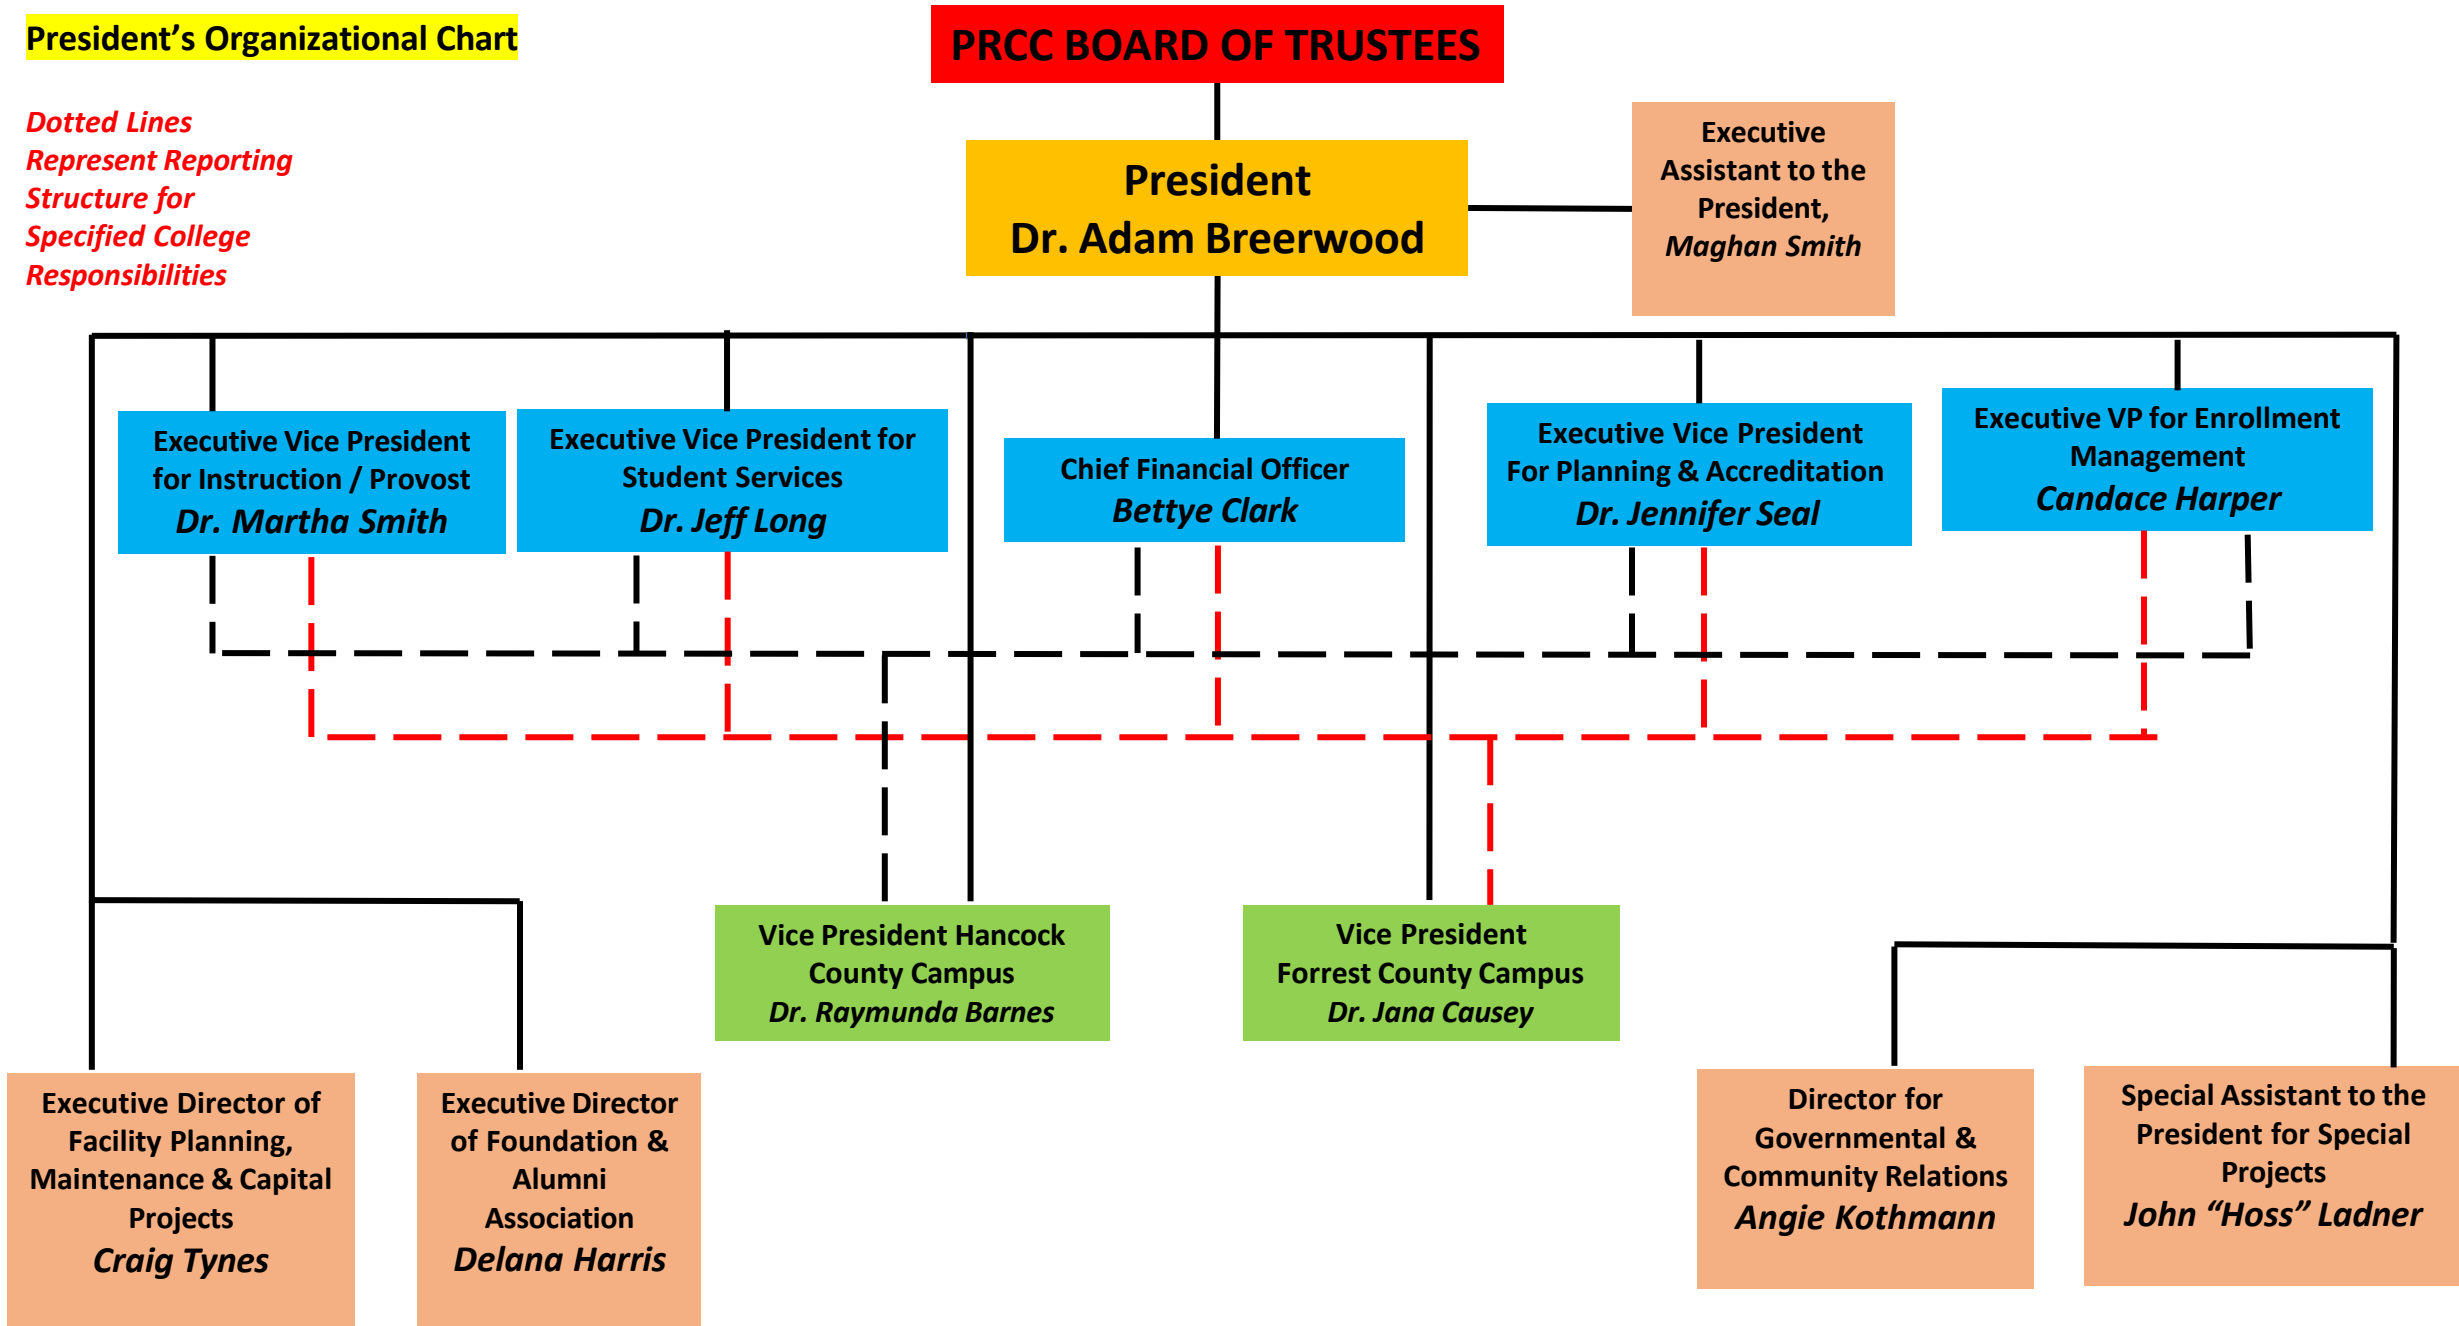 President’s Organizational Chart
PRCC BOARD OF TRUSTEES
Dotted Lines
Represent Reporting
Structure for
Specified College
Responsibilities
President
Dr. Adam Breerwood
Executive
Assistant to the
President,
Maghan Smith
Executive Vice President
for Instruction / Provost
Dr. Martha Smith
Executive Vice President for
Student Services
Dr. Jeff Long
Chief Financial Officer
Bettye Clark
Executive Vice President
For Planning & Accreditation
Dr. Jennifer Seal
Executive VP for Enrollment
Management
Candace Harper
Vice President Hancock
County Campus
Dr. Raymunda Barnes
Vice President
Forrest County Campus
Dr. Jana Causey
Executive Director of
Facility Planning,
Maintenance & Capital
Projects
Craig Tynes
Executive Director
of Foundation &
Alumni
Association
Delana Harris
Director for
Governmental &
Community Relations
Angie Kothmann
Special Assistant to the
President for Special
Projects
John “Hoss” Ladner